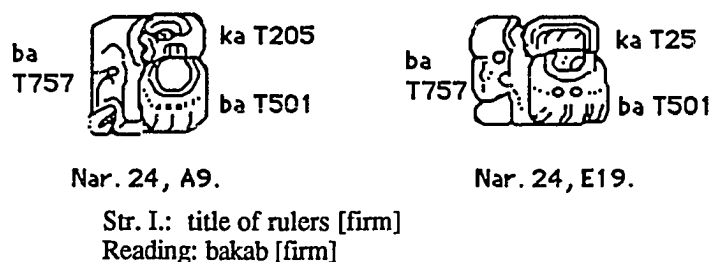 ba
T757
ka T205
ba T501
Nar. 24, A9.
ba
T757
ka T25
ba T501
Nar. 24, E19.
Str. I.: title of rulers [firm]
Reading: bakab [firm]